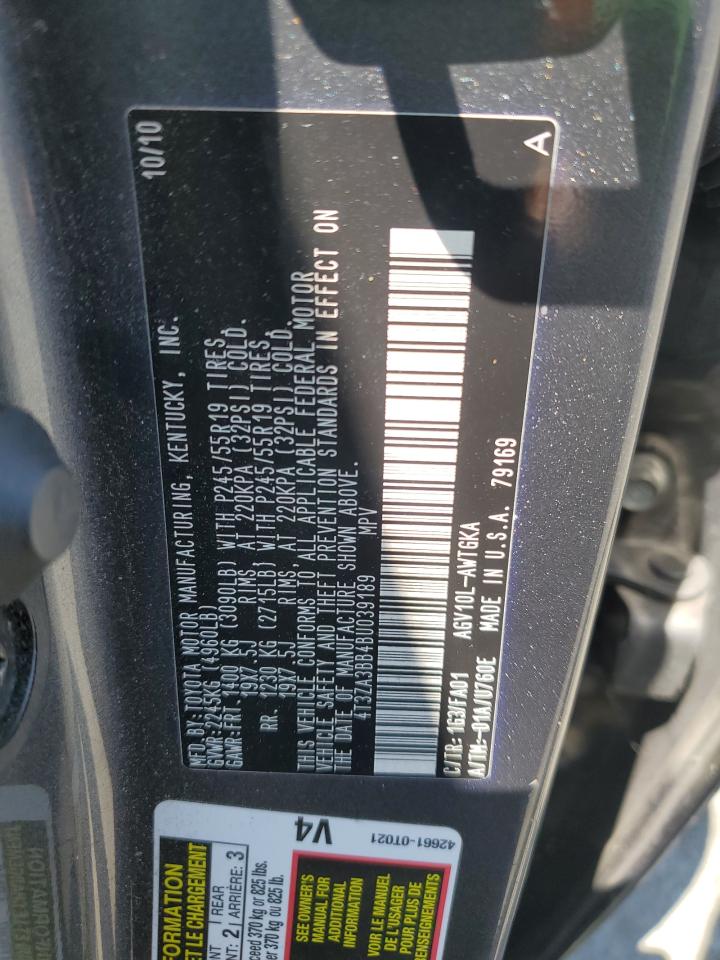 MFD. BY: TOYOTA MOTOR MANUFACTURING, KENTUCKY, INC. 10/10
GVWR: 2245KG (4960LB)
GAWR: FRT. 1400 KG (3090LB) WITH P245/55R19 TIRES,
19X7.5J RIMS, AT 220KPA (32PSI) COLD.
RR. 1230 KG (2715LB) WITH P245/55R19 TIRES,
19X7.5J RIMS, AT 220KPA (32PSI) COLD.
THIS VEHICLE CONFORMS TO ALL APPLICABLE FEDERAL MOTOR
VEHICLE SAFETY AND THEFT PREVENTION STANDARDS IN EFFECT ON
THE DATE OF MANUFACTURE SHOWN ABOVE.
4T3ZA3BB4BU039189 MPV
C/TR: 1G3/FA01 AGV10L-AWTGKA
A/TM: -01A/U760E MADE IN U.S.A. 79169
A
ET LE CHARGEMENT
REAR
2 ARRIÈRE: 3
370 kg or 825 lbs.
370 kg ou 825 lb.
V4
42661-0T021
SEE OWNER'S
MANUAL FOR
ADDITIONAL
INFORMATION
VOIR LE MANUEL
DE L'USAGER
POUR PLUS DE
RENSEIGNEMENTS